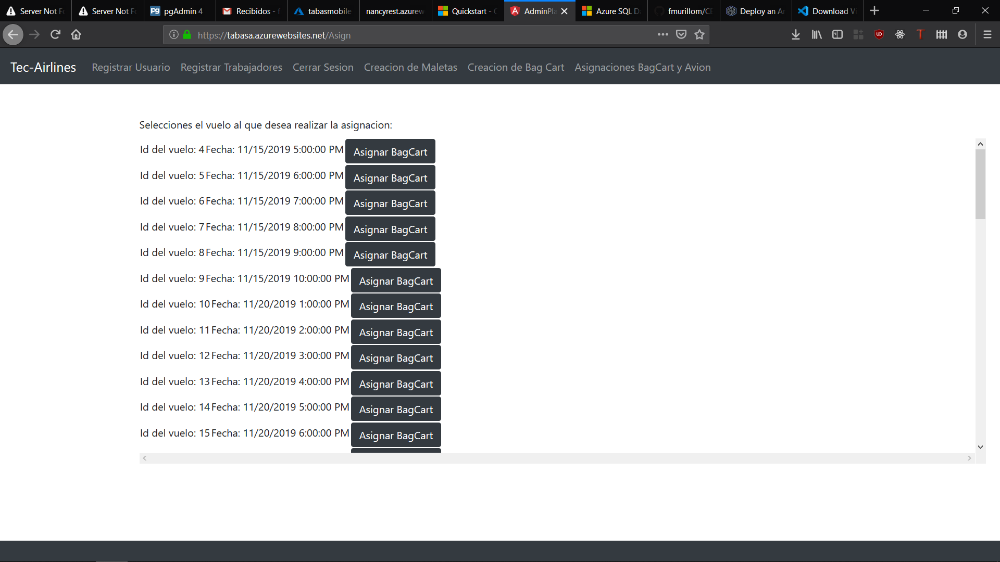 Server Not Fo
Server Not Fo
pgAdmin 4
Recibidos - f
tabasmobile
nancyrest.azurew
Quickstart - C
AdminPla
Azure SQL D
fmurillom/CE
Deploy an A
Download Vi
https://tabasa.azurewebsites.net/Asign
Tec-Airlines Registrar Usuario Registrar Trabajadores Cerrar Sesion Creacion de Maletas Creacion de Bag Cart Asignaciones BagCart y Avion
Selecciones el vuelo al que desea realizar la asignacion:
Id del vuelo: 4 Fecha: 11/15/2019 5:00:00 PM Asignar BagCart
Id del vuelo: 5 Fecha: 11/15/2019 6:00:00 PM Asignar BagCart
Id del vuelo: 6 Fecha: 11/15/2019 7:00:00 PM Asignar BagCart
Id del vuelo: 7 Fecha: 11/15/2019 8:00:00 PM Asignar BagCart
Id del vuelo: 8 Fecha: 11/15/2019 9:00:00 PM Asignar BagCart
Id del vuelo: 9 Fecha: 11/15/2019 10:00:00 PM Asignar BagCart
Id del vuelo: 10 Fecha: 11/20/2019 1:00:00 PM Asignar BagCart
Id del vuelo: 11 Fecha: 11/20/2019 2:00:00 PM Asignar BagCart
Id del vuelo: 12 Fecha: 11/20/2019 3:00:00 PM Asignar BagCart
Id del vuelo: 13 Fecha: 11/20/2019 4:00:00 PM Asignar BagCart
Id del vuelo: 14 Fecha: 11/20/2019 5:00:00 PM Asignar BagCart
Id del vuelo: 15 Fecha: 11/20/2019 6:00:00 PM Asignar BagCart